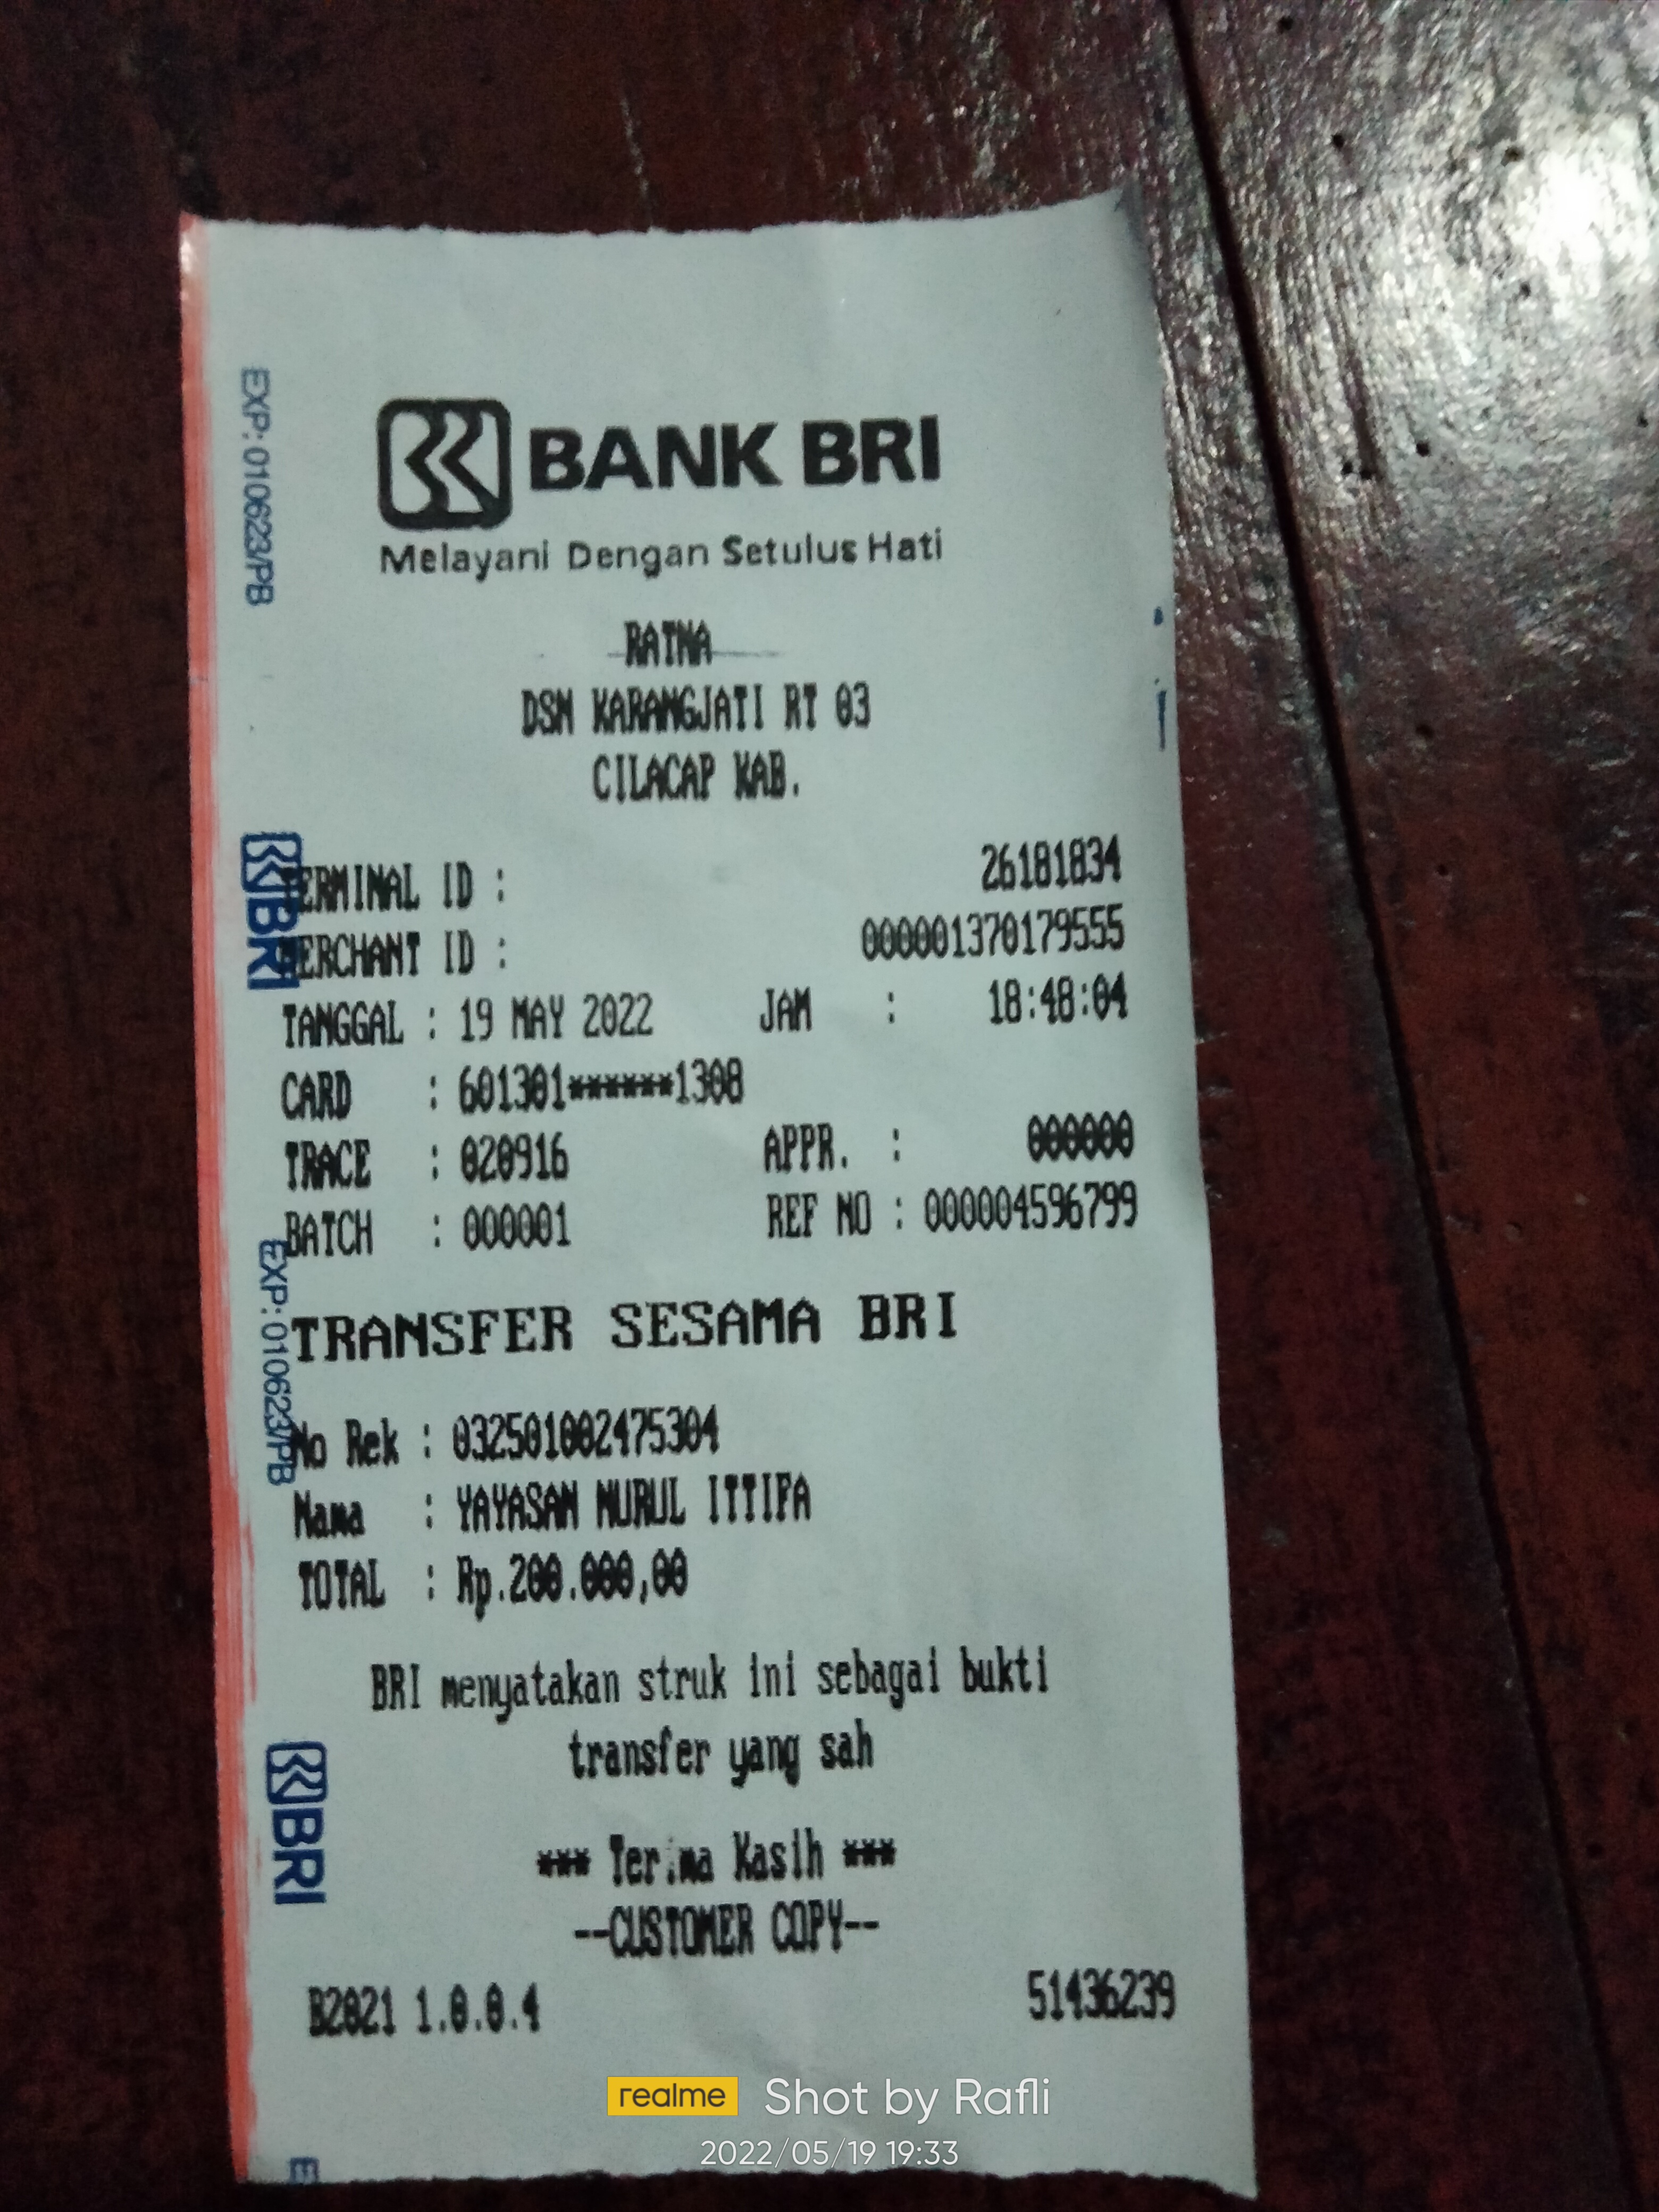 BANK BRI
Melayani Dengan Setulus Hati
RATNA
DSN KARANGJATI RT 03
CILACAP KAB.
TERMINAL ID : 26181834
MERCHANT ID : 000001370179555
TANGGAL : 19 MAY 2022 JAM : 18:48:04
CARD : 601301******1308
TRACE : 020916 APPR. : 000000
BATCH : 000001 REF NO : 000004596799
TRANSFER SESAMA BRI
No Rek : 032501002475304
Nama : YAYASAN NURUL ITTIFA
TOTAL : Rp.200.000,00
BRI menyatakan struk ini sebagai bukti
transfer yang sah
*** Terima Kasih ***
--CUSTOMER COPY--
B2021 1.0.0.4 51436239
EXP: 010623/PB
BRI
EXP: 010623/PB
BRI
realme Shot by Rafli
2022/05/19 19:33